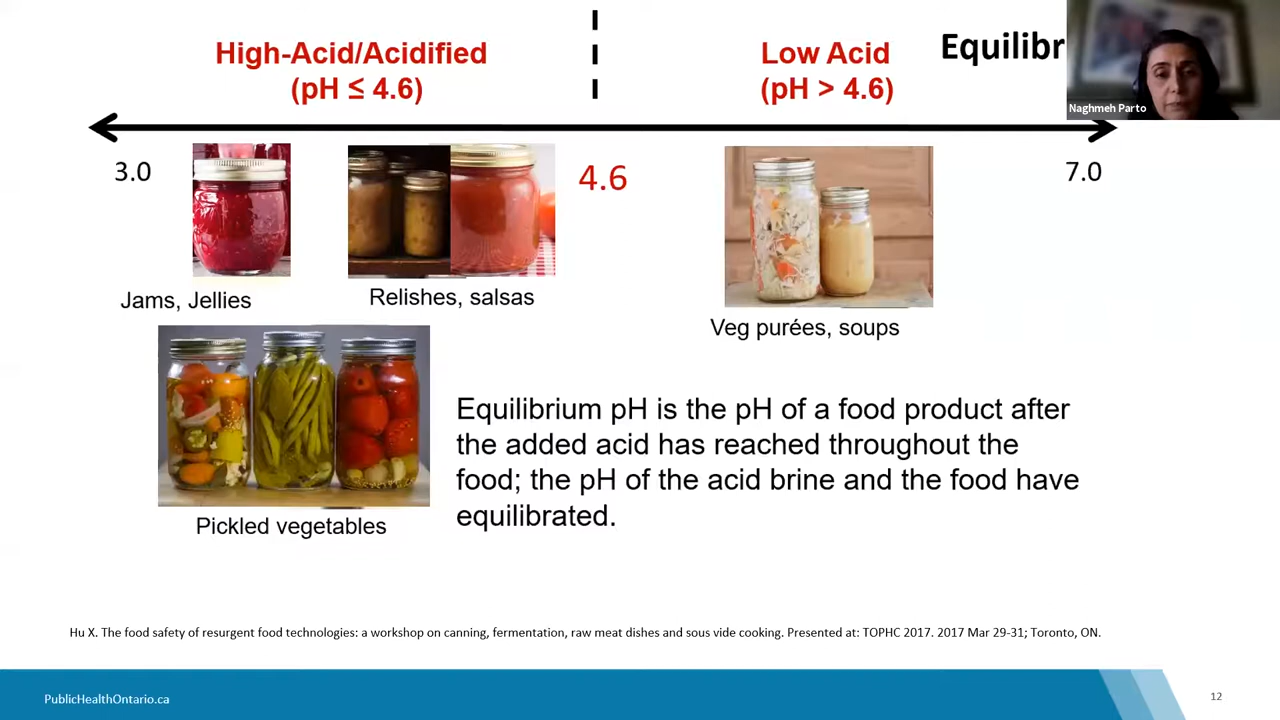 High-Acid/Acidified
(pH ≤ 4.6)
Low Acid
(pH > 4.6)
Equilibr
Naghmeh Parto
3.0
4.6
7.0
Jams, Jellies
Relishes, salsas
Veg purées, soups
Pickled vegetables
Equilibrium pH is the pH of a food product after
the added acid has reached throughout the
food; the pH of the acid brine and the food have
equilibrated.
Hu X. The food safety of resurgent food technologies: a workshop on canning, fermentation, raw meat dishes and sous vide cooking. Presented at: TOPHC 2017. 2017 Mar 29-31; Toronto, ON.
PublicHealthOntario.ca
12